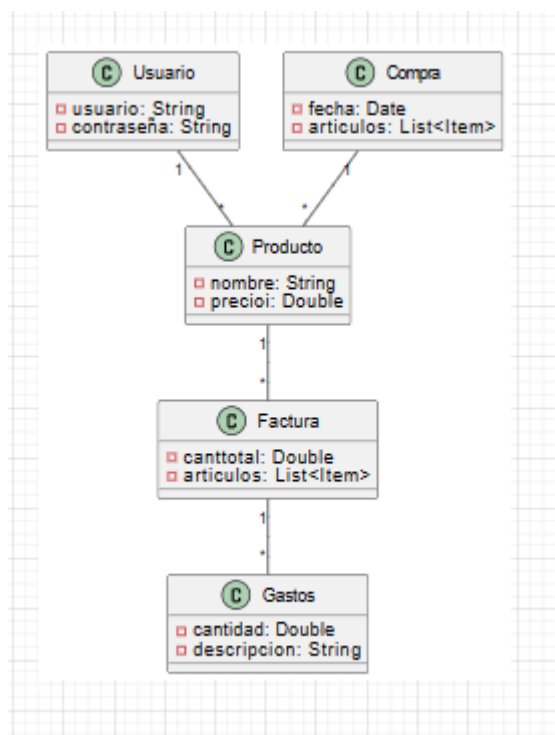 C Usuario
usuario: String
contraseña: String
C Compra
fecha: Date
articulos: List<Item>
1
*
1
*
C Producto
nombre: String
precioi: Double
1
*
C Factura
canttotal: Double
articulos: List<Item>
1
*
C Gastos
cantidad: Double
descripcion: String